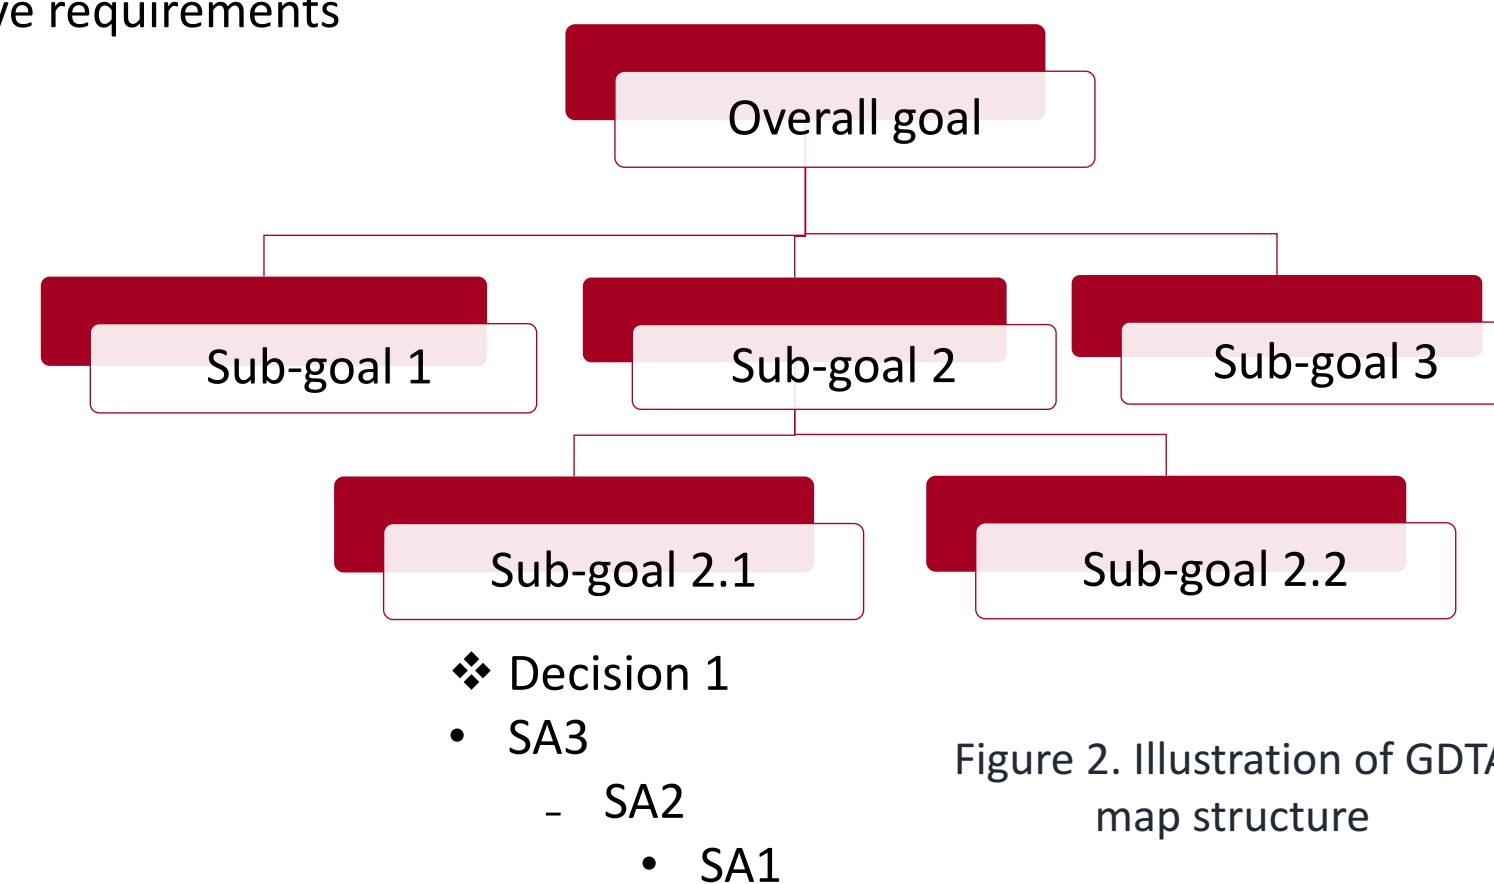 ve requirements
Overall goal
Sub-goal 1
Sub-goal 2
Sub-goal 3
Sub-goal 2.1
Sub-goal 2.2
❖ Decision 1
• SA3
– SA2
• SA1
Figure 2. Illustration of GDTA
map structure